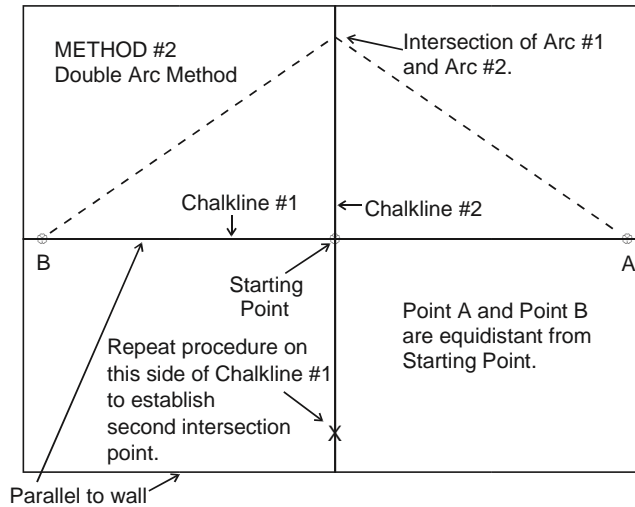 METHOD #2
Double Arc Method
Intersection of Arc #1
and Arc #2.
Chalkline #1
Chalkline #2
B
A
Starting
Point
Point A and Point B
are equidistant from
Starting Point.
Repeat procedure on
this side of Chalkline #1
to establish
second intersection
point.
X
Parallel to wall